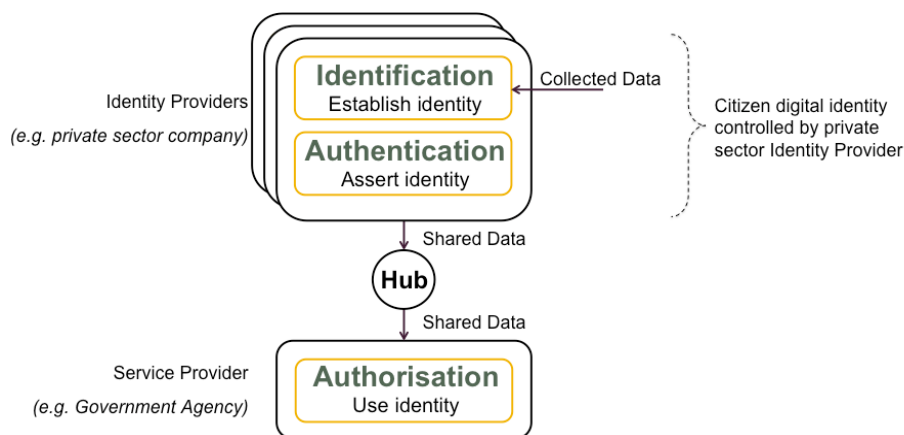 Identification
Establish identity
Collected Data
Identity Providers
(e.g. private sector company)
Citizen digital identity
controlled by private
sector Identity Provider
Authentication
Assert identity
Shared Data
Hub
Shared Data
Service Provider
(e.g. Government Agency)
Authorisation
Use identity